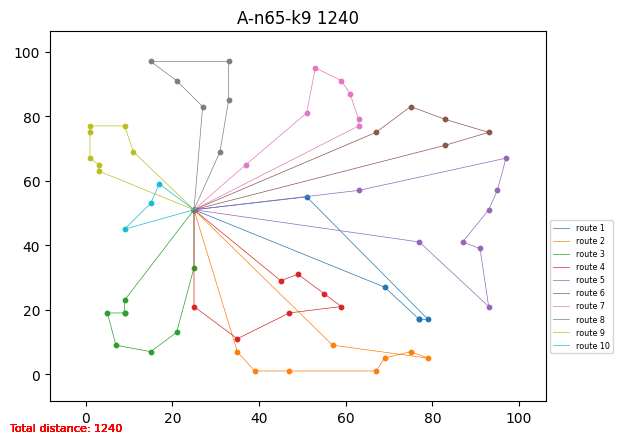 A-n65-k9 1240
100
80
60
40
20
0
0 20 40 60 80 100
route 1
route 2
route 3
route 4
route 5
route 6
route 7
route 8
route 9
route 10
Total distance: 1240